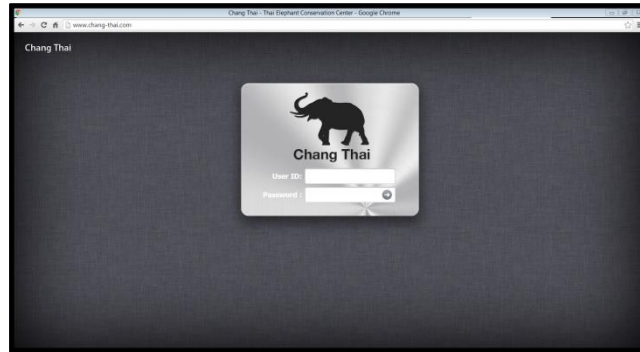 Chang Thai - Thai Elephant Conservation Center - Google Chrome
www.chang-thai.com
Chang Thai
Chang Thai
User ID:
Password :